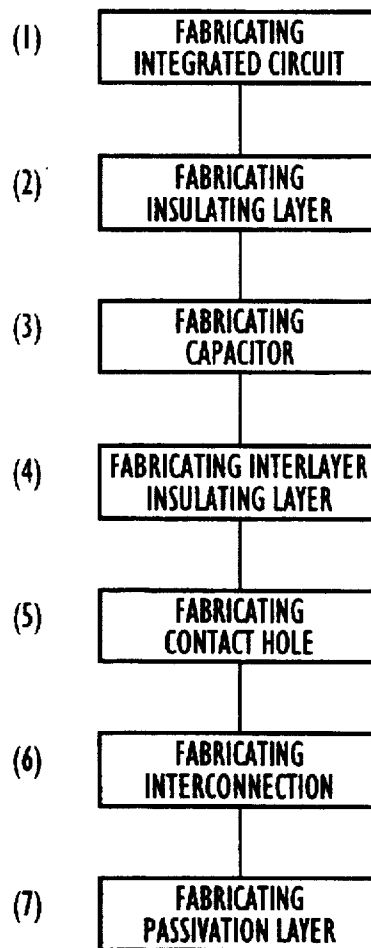 (1)
FABRICATING
INTEGRATED CIRCUIT
(2)
FABRICATING
INSULATING LAYER
(3)
FABRICATING
CAPACITOR
(4)
FABRICATING INTERLAYER
INSULATING LAYER
(5)
FABRICATING
CONTACT HOLE
(6)
FABRICATING
INTERCONNECTION
(7)
FABRICATING
PASSIVATION LAYER